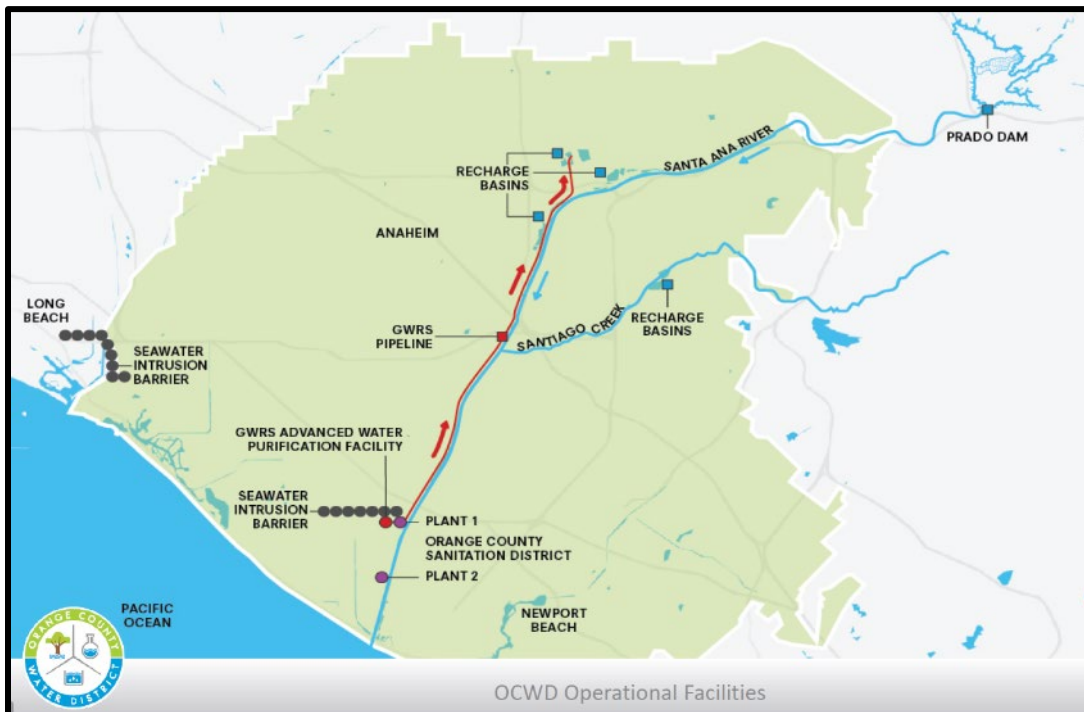 PRADO DAM
SANTA ANA RIVER
RECHARGE
BASINS
ANAHEIM
LONG
BEACH
SEAWATER
INTRUSION
BARRIER
GWRS
PIPELINE
SANTIAGO CREEK
RECHARGE
BASINS
GWRS ADVANCED WATER
PURIFICATION FACILITY
SEAWATER
INTRUSION
BARRIER
PLANT 1
ORANGE COUNTY
SANITATION DISTRICT
PLANT 2
PACIFIC
OCEAN
NEWPORT
BEACH
ORANGE COUNTY
WATER DISTRICT
OCWD Operational Facilities